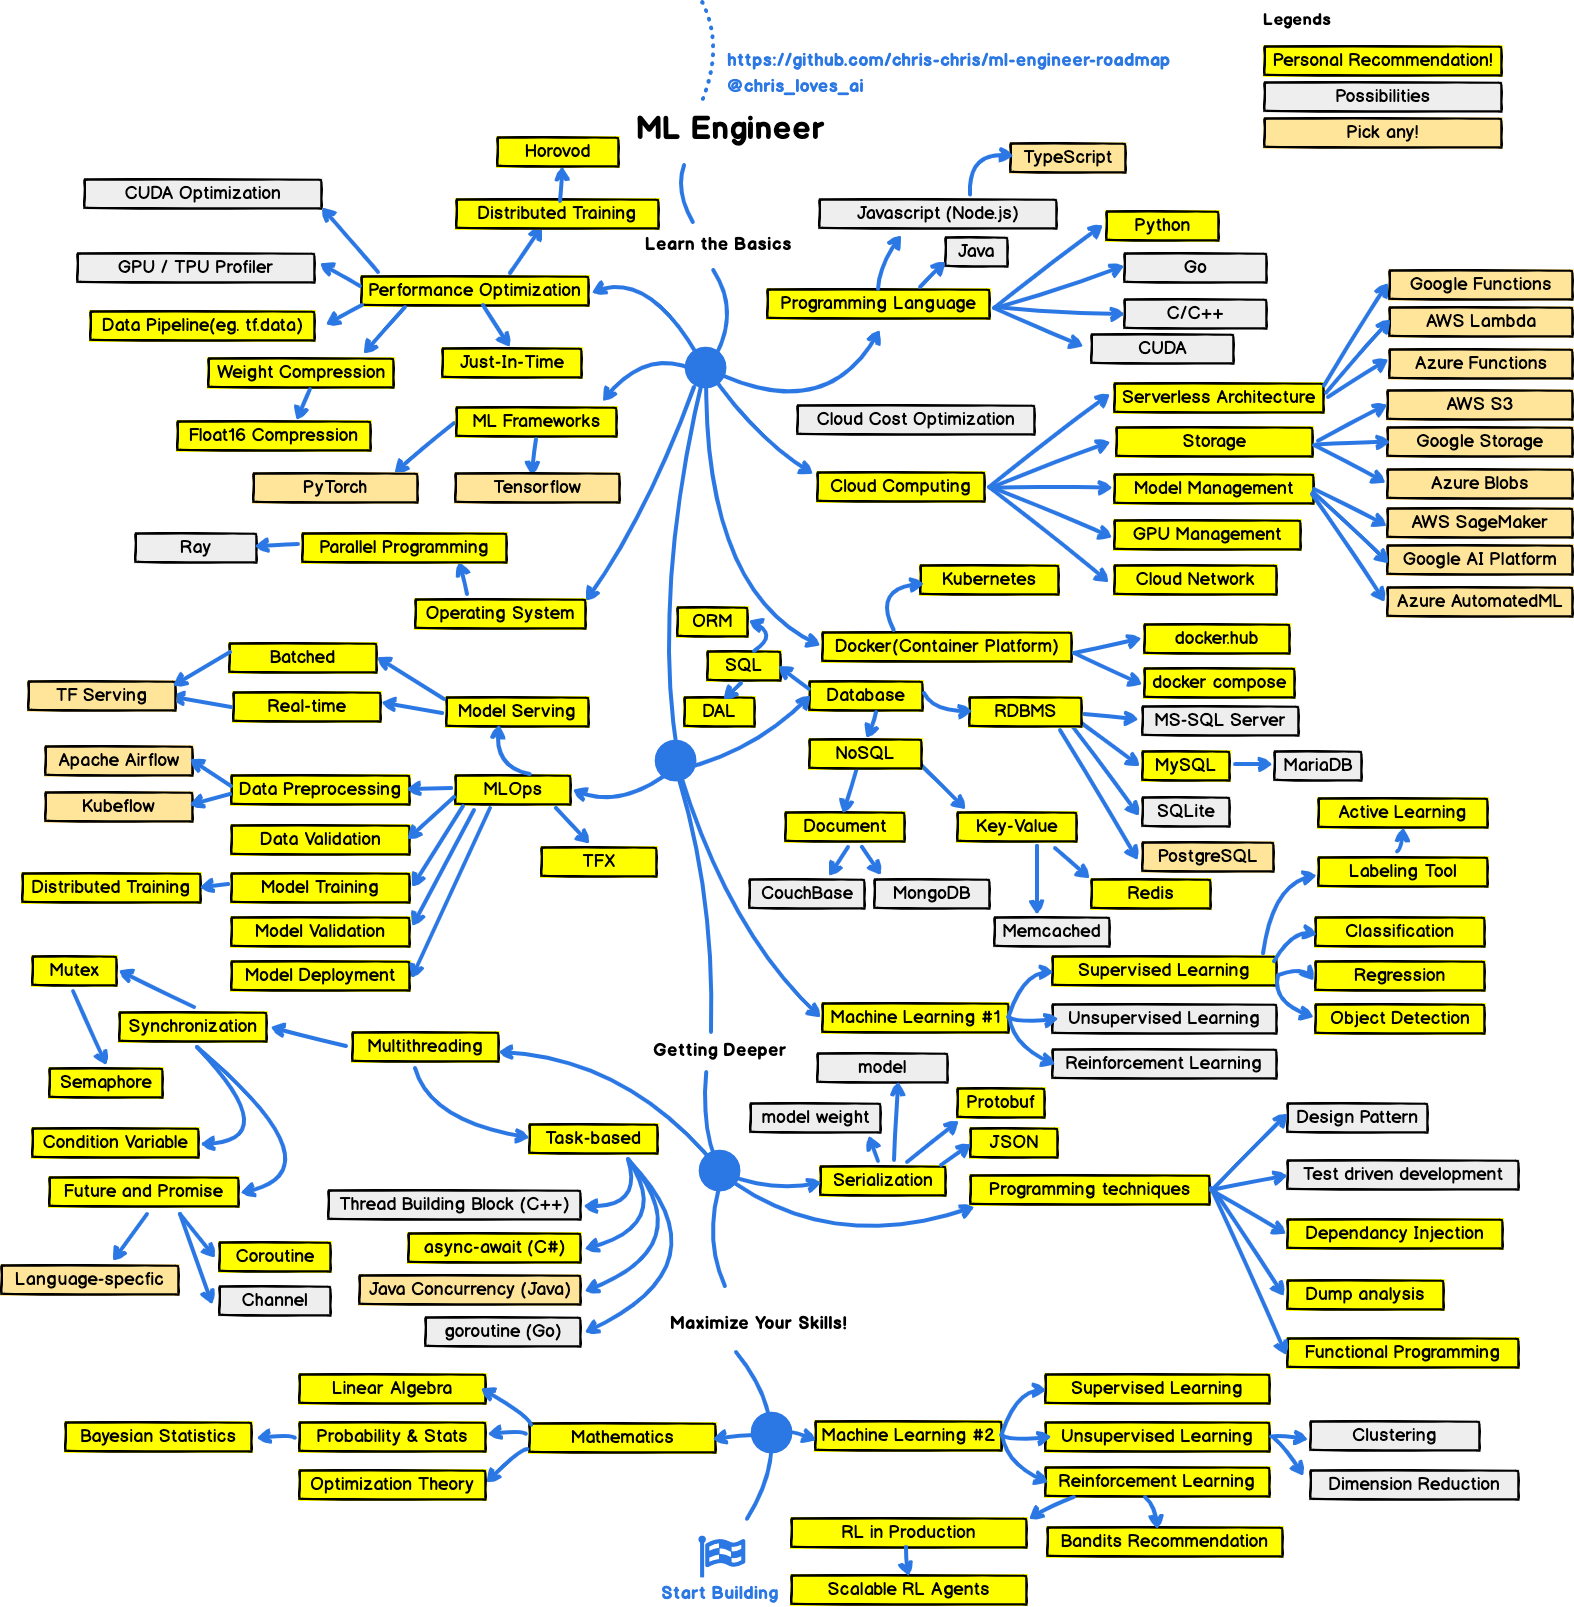 Legends
https://github.com/chris-chris/ml-engineer-roadmap
Personal Recommendation!
@chris_loves_ai
Possibilities
ML Engineer
Pick any!
Horovod
TypeScript
CUDA Optimization
Distributed Training
Javascript (Node.js)
Python
Learn the Basics
Java
GPU / TPU Profiler
Go
Performance Optimization
Programming Language
Google Functions
C/C++
AWS Lambda
Data Pipeline(eg. tf.data)
CUDA
Just-In-Time
Azure Functions
Weight Compression
Serverless Architecture
AWS S3
ML Frameworks
Cloud Cost Optimization
Float16 Compression
Storage
Google Storage
PyTorch
Tensorflow
Cloud Computing
Model Management
Azure Blobs
AWS SageMaker
GPU Management
Ray
Parallel Programming
Google AI Platform
Kubernetes
Cloud Network
Azure AutomatedML
Operating System
ORM
Docker(Container Platform)
docker.hub
Batched
SQL
docker compose
TF Serving
Database
Real-time
Model Serving
DAL
RDBMS
MS-SQL Server
NoSQL
Apache Airflow
MySQL
MariaDB
Data Preprocessing
MLOps
Kubeflow
SQLite
Active Learning
Data Validation
Document
Key-Value
TFX
PostgreSQL
Labeling Tool
Distributed Training
Model Training
CouchBase
MongoDB
Redis
Model Validation
Memcached
Classification
Mutex
Model Deployment
Supervised Learning
Regression
Synchronization
Machine Learning #1
Unsupervised Learning
Object Detection
Multithreading
Getting Deeper
model
Reinforcement Learning
Semaphore
Protobuf
model weight
Design Pattern
Condition Variable
Task-based
JSON
Future and Promise
Serialization
Programming techniques
Test driven development
Thread Building Block (C++)
Dependancy Injection
async-await (C#)
Coroutine
Language-specfic
Java Concurrency (Java)
Dump analysis
Channel
goroutine (Go)
Maximize Your Skills!
Functional Programming
Linear Algebra
Supervised Learning
Bayesian Statistics
Probability & Stats
Mathematics
Machine Learning #2
Unsupervised Learning
Clustering
Optimization Theory
Reinforcement Learning
Dimension Reduction
RL in Production
Bandits Recommendation
Start Building
Scalable RL Agents